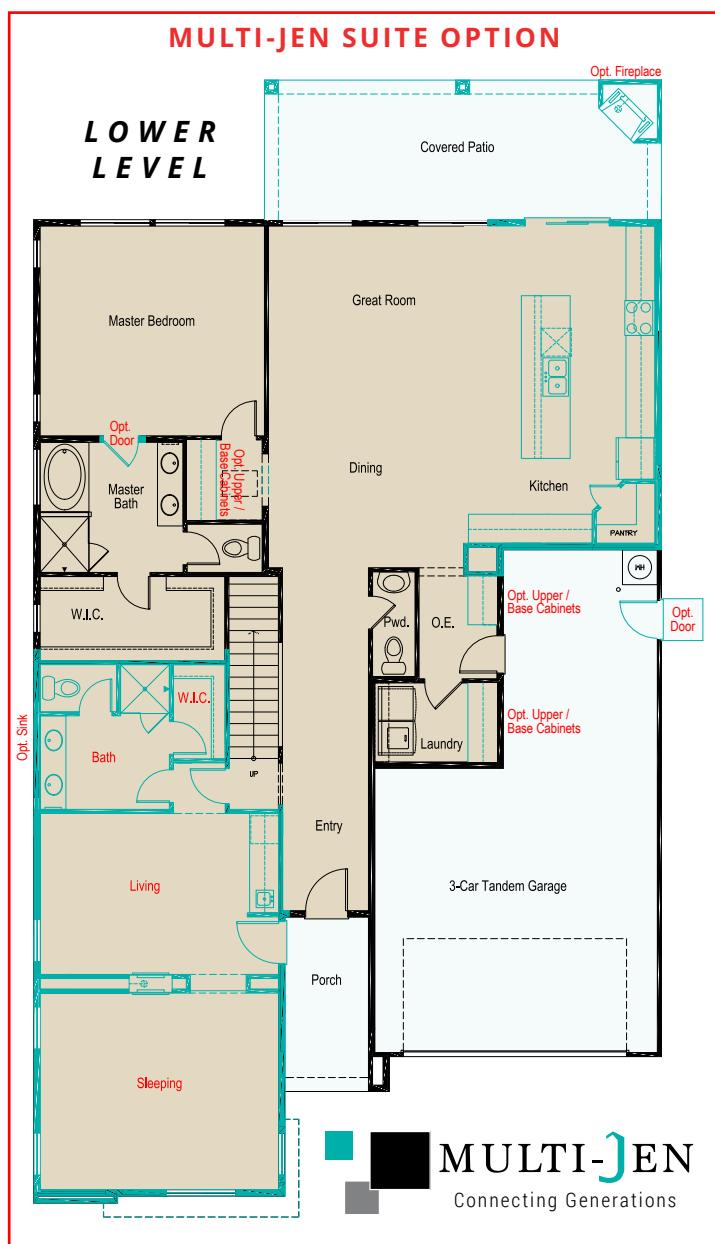 MULTI-JEN SUITE OPTION
Opt. Fireplace
LOWER
LEVEL
Covered Patio
Great Room
Master Bedroom
Opt.
Door
Opt. Upper /
Base Cabinets
Master
Bath
Dining
Kitchen
PANTRY
WH
W.I.C.
Pwd.
O.E.
Opt. Upper /
Base Cabinets
Opt.
Door
W.I.C.
Opt. Sink
Bath
Opt. Upper /
Base Cabinets
Laundry
UP
Entry
Living
3-Car Tandem Garage
Porch
Sleeping
MULTI-JEN
Connecting Generations